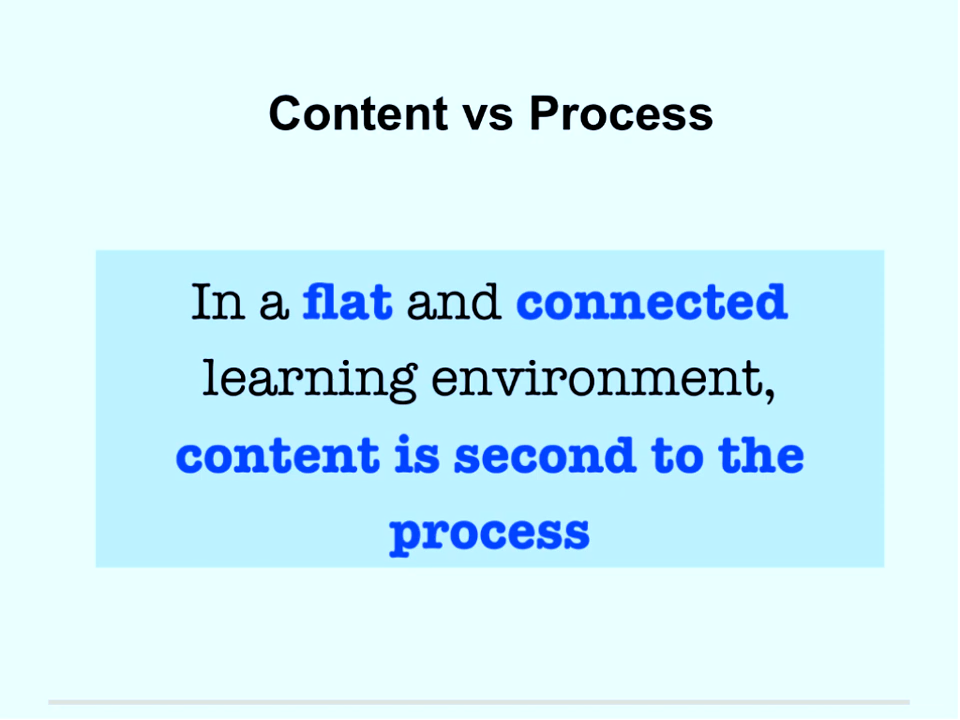 Content vs Process
In a flat and connected
learning environment,
content is second to the
process